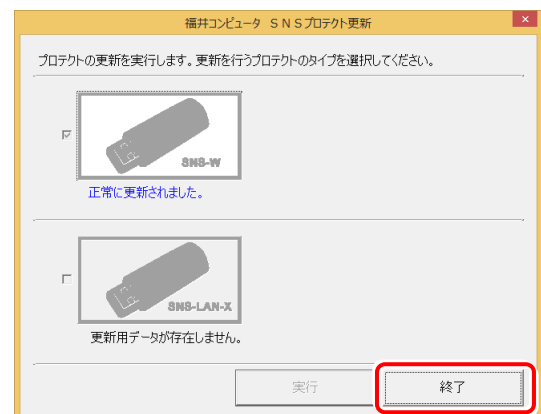 福井コンピュータ SNSプロテクト更新
プロテクトの更新を実行します。更新を行うプロテクトのタイプを選択してください。
SNS-W
正常に更新されました。
SNS-LAN-X
更新用データが存在しません。
実行
終了